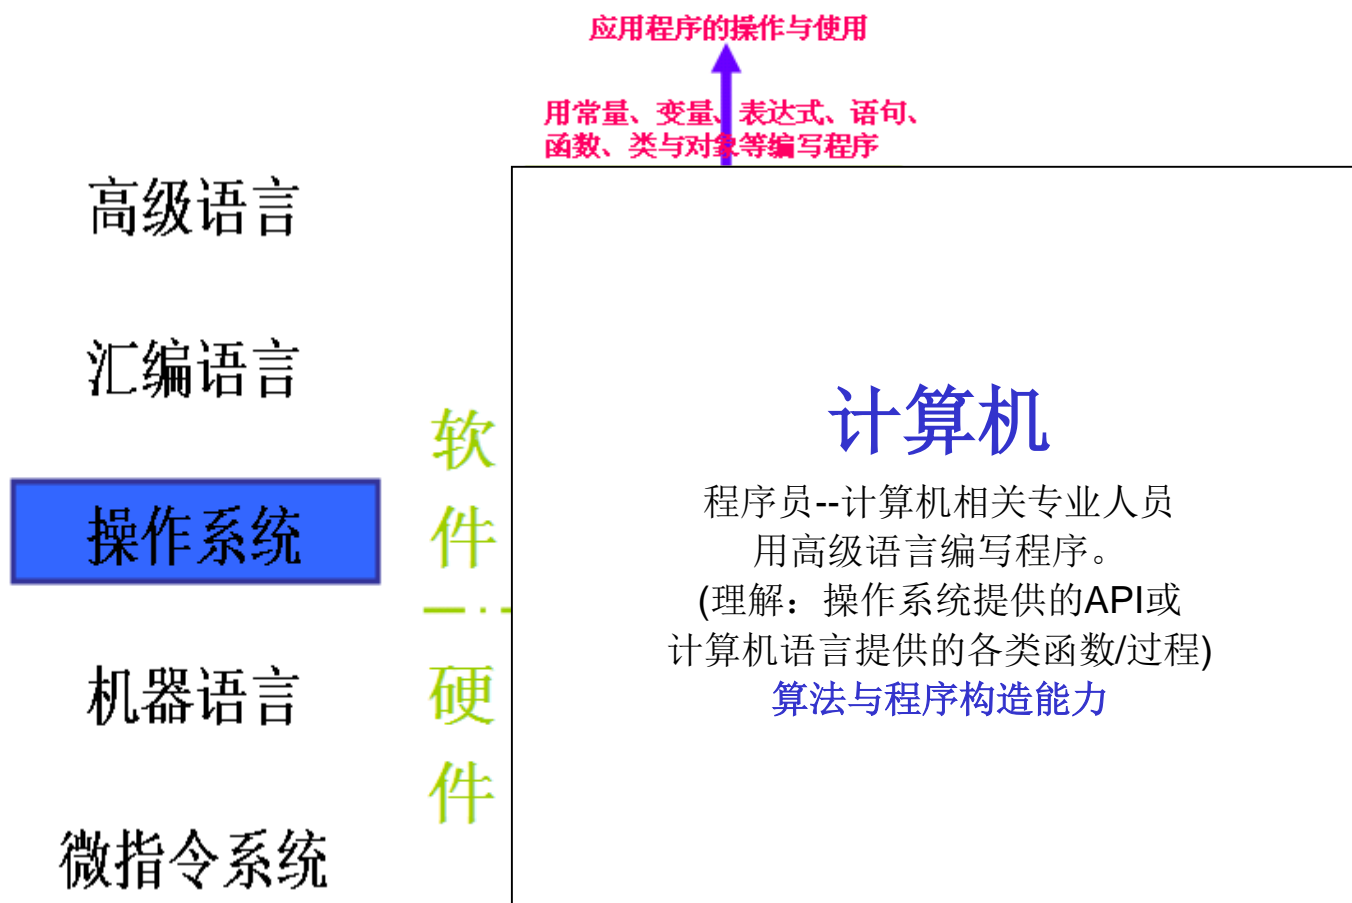 应用程序的操作与使用
用常量、变量、表达式、语句、
函数、类与对象等编写程序
高级语言
汇编语言
操作系统
机器语言
微指令系统
软
件
硬
件
计算机
程序员--计算机相关专业人员
用高级语言编写程序。
(理解：操作系统提供的API或
计算机语言提供的各类函数/过程)
算法与程序构造能力